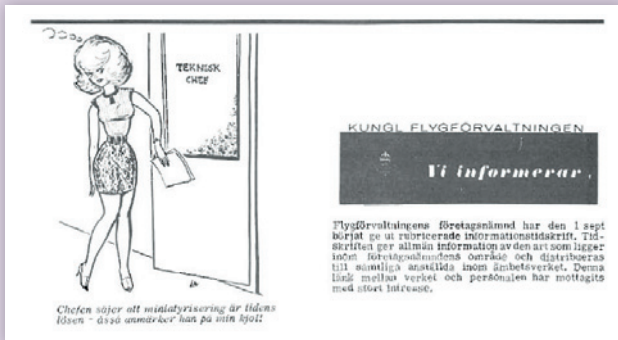 TEKNISK
CHEF
Chefen säjer att miniatyrisering är tidens
lösen - ässå anmärker han på min kjol!
KUNGL FLYGFÖRVALTNINGEN
Vi informerar
Flygförvaltningens företagsnämnd har den 1 sept
börjat ge ut rubricerade informationstidskrift. Tid-
skriften ger allmän information av den art som ligger
inom företagsnämndens område och distribueras
till samtliga anställda inom ämbetsverket. Denna
länk mellan verket och personalen har mottagits
med stort intresse.